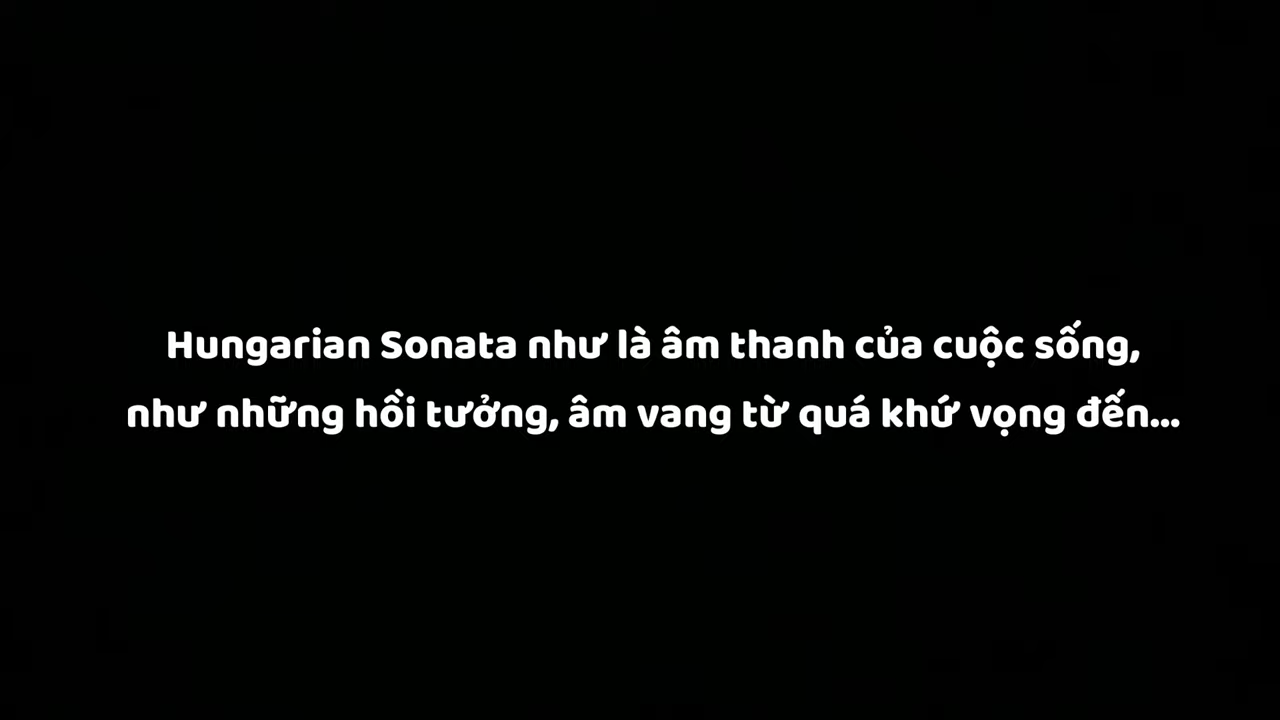 Hungarian Sonata như là âm thanh của cuộc sống,
như những hồi tưởng, âm vang từ quá khứ vọng đến...